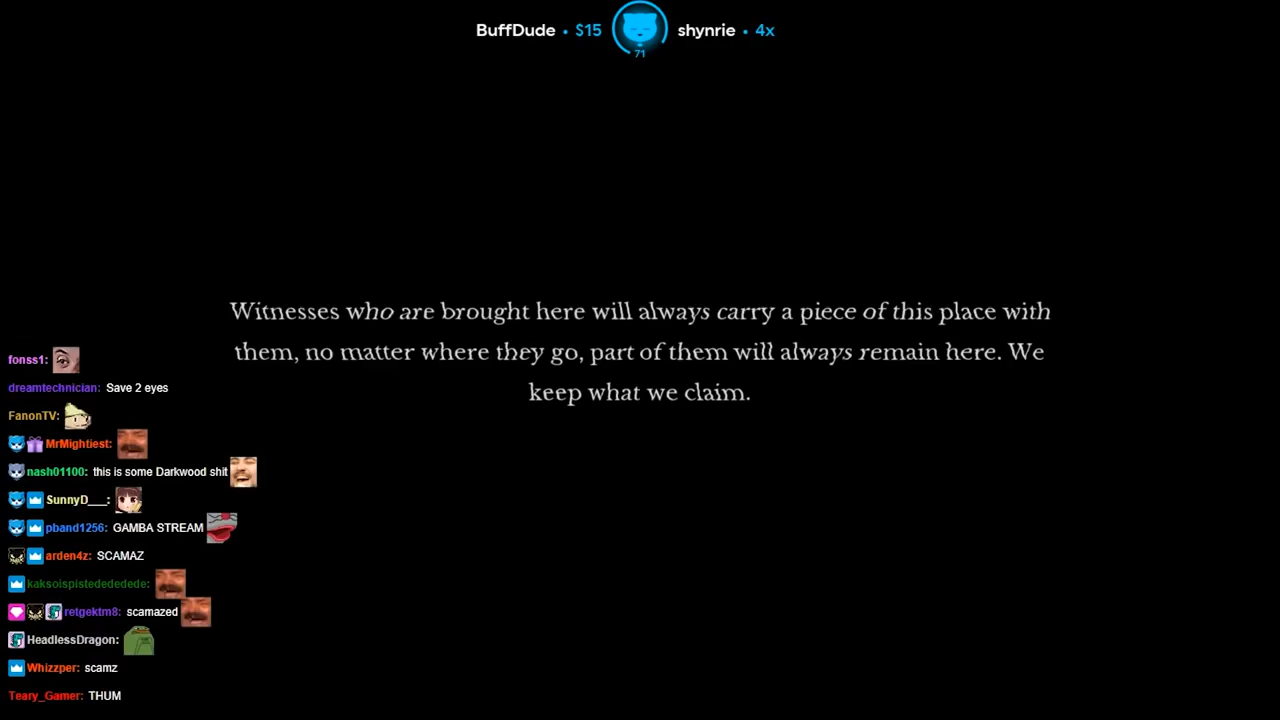 BuffDude • $15 shynrie • 4x
71
Witnesses who are brought here will always carry a piece of this place with
them, no matter where they go, part of them will always remain here. We
keep what we claim.
fonss1:
dreamtechnician: Save 2 eyes
FanonTV:
MrMightiest:
nash01100: this is some Darkwood shit
SunnyD___:
pband1256: GAMBA STREAM
arden4z: SCAMAZ
kaksoispistedededede:
retgektm8: scamazed
HeadlessDragon:
Whizzper: scamz
Teary_Gamer: THUM